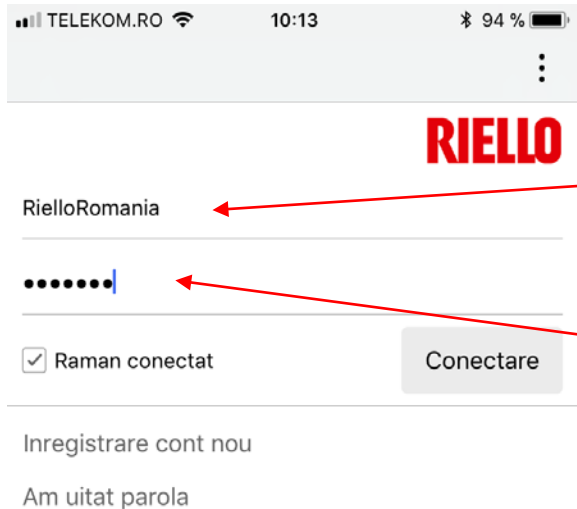 TELEKOM.RO 10:13 94 %
RIELLO
RielloRomania
•••••••
Raman conectat Conectare
Inregistrare cont nou
Am uitat parola